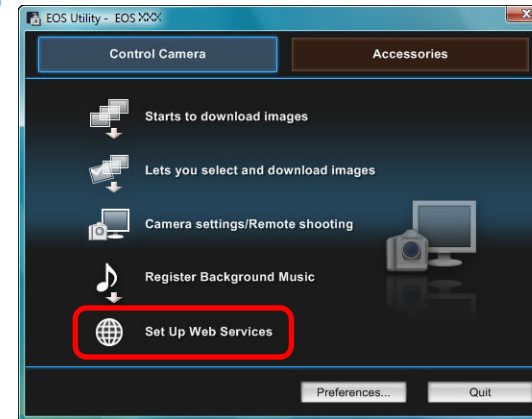 EOS Utility - EOS XXX
Control Camera
Accessories
Starts to download images
Lets you select and download images
Camera settings/Remote shooting
Register Background Music
Set Up Web Services
Preferences...
Quit